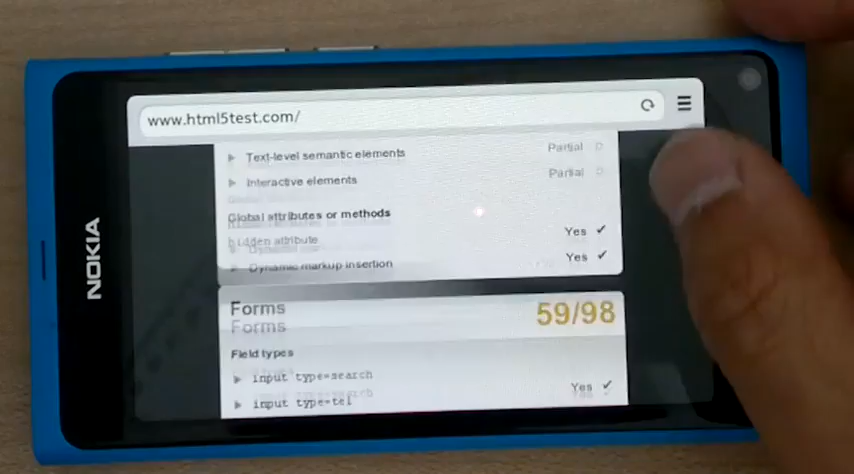 NOKIA
www.html5test.com/
Text-level semantic elements Partial
Interactive elements Partial
Global attributes or methods
hidden attribute Yes ✔
Dynamic markup insertion Yes ✔
Forms 59/98
Forms
Field types
input type=search Yes ✔
input type=tel